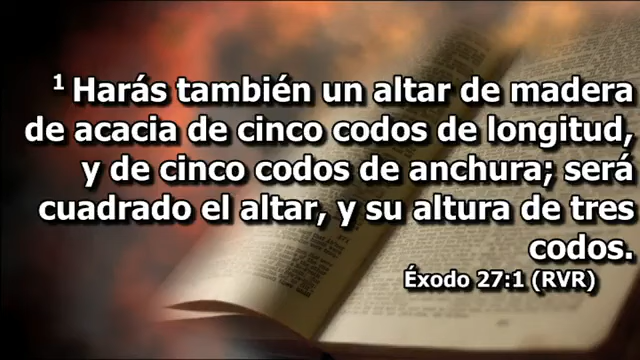 1 Harás también un altar de madera
de acacia de cinco codos de longitud,
y de cinco codos de anchura; será
cuadrado el altar, y su altura de tres
codos.
Éxodo 27:1 (RVR)